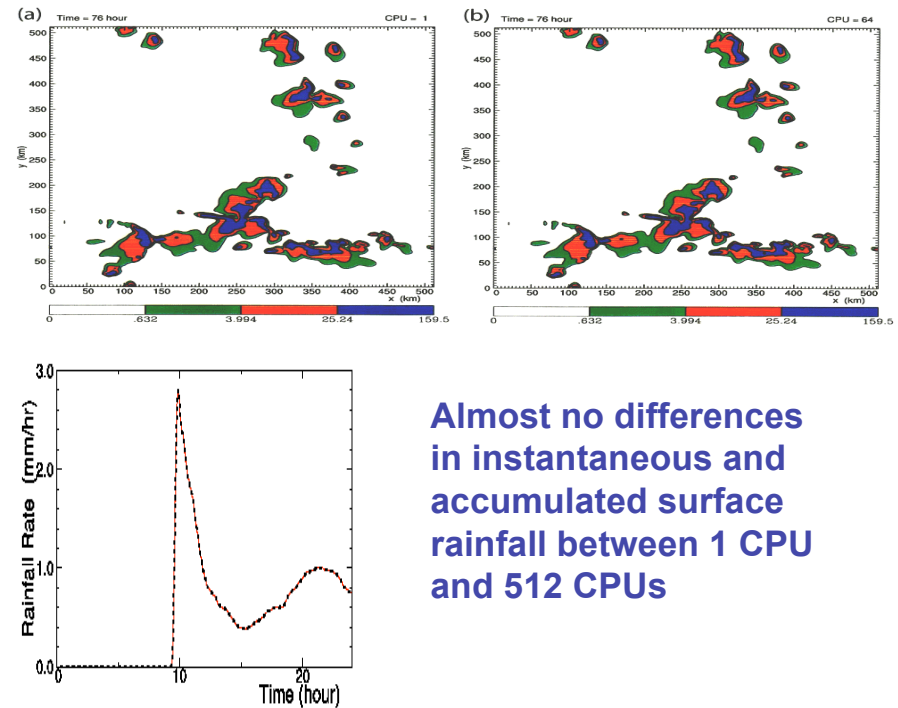 (a) Time = 76 hour CPU = 1
500
450
400
350
300
250
200
150
100
50
0
y (km)
0 50 100 150 200 250 300 350 400 450 500
x (km)
0 .632 3.994 25.24 159.5
(b) Time = 76 hour CPU = 64
500
450
400
350
300
250
200
150
100
50
0
y (km)
0 50 100 150 200 250 300 350 400 450 500
x (km)
0 .632 3.994 25.24 159.5
3.0
2.0
1.0
0.0
Rainfall Rate (mm/hr)
0 10 20
Time (hour)
Almost no differences
in instantaneous and
accumulated surface
rainfall between 1 CPU
and 512 CPUs